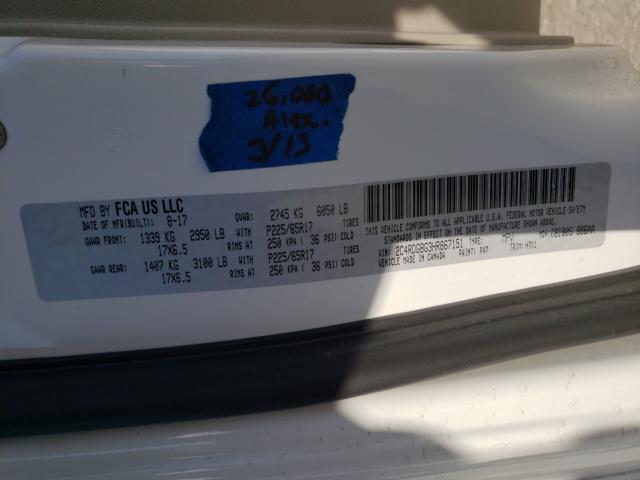 26,000
Alex.
3/13
MFD BY FCA US LLC
DATE OF MFR(BUILT): 8-17 GVWR: 2745 KG 6050 LB
GAWR FRONT: 1339 KG 2950 LB WITH P225/65R17 TIRES
17X6.5 RIMS AT 250 KPA ( 36 PSI) COLD
GAWR REAR: 1407 KG 3100 LB WITH P225/65R17 TIRES
17X6.5 RIMS AT 250 KPA ( 36 PSI) COLD
THIS VEHICLE CONFORMS TO ALL APPLICABLE U.S.A. FEDERAL MOTOR VEHICLE SAFETY
STANDARDS IN EFFECT ON THE DATE OF MANUFACTURE SHOWN ABOVE.
VIN: 2C4RDGBG3HR867151 TYPE: MPV
VEHICLE MADE IN CANADA PAINT: PW7 TRIM: